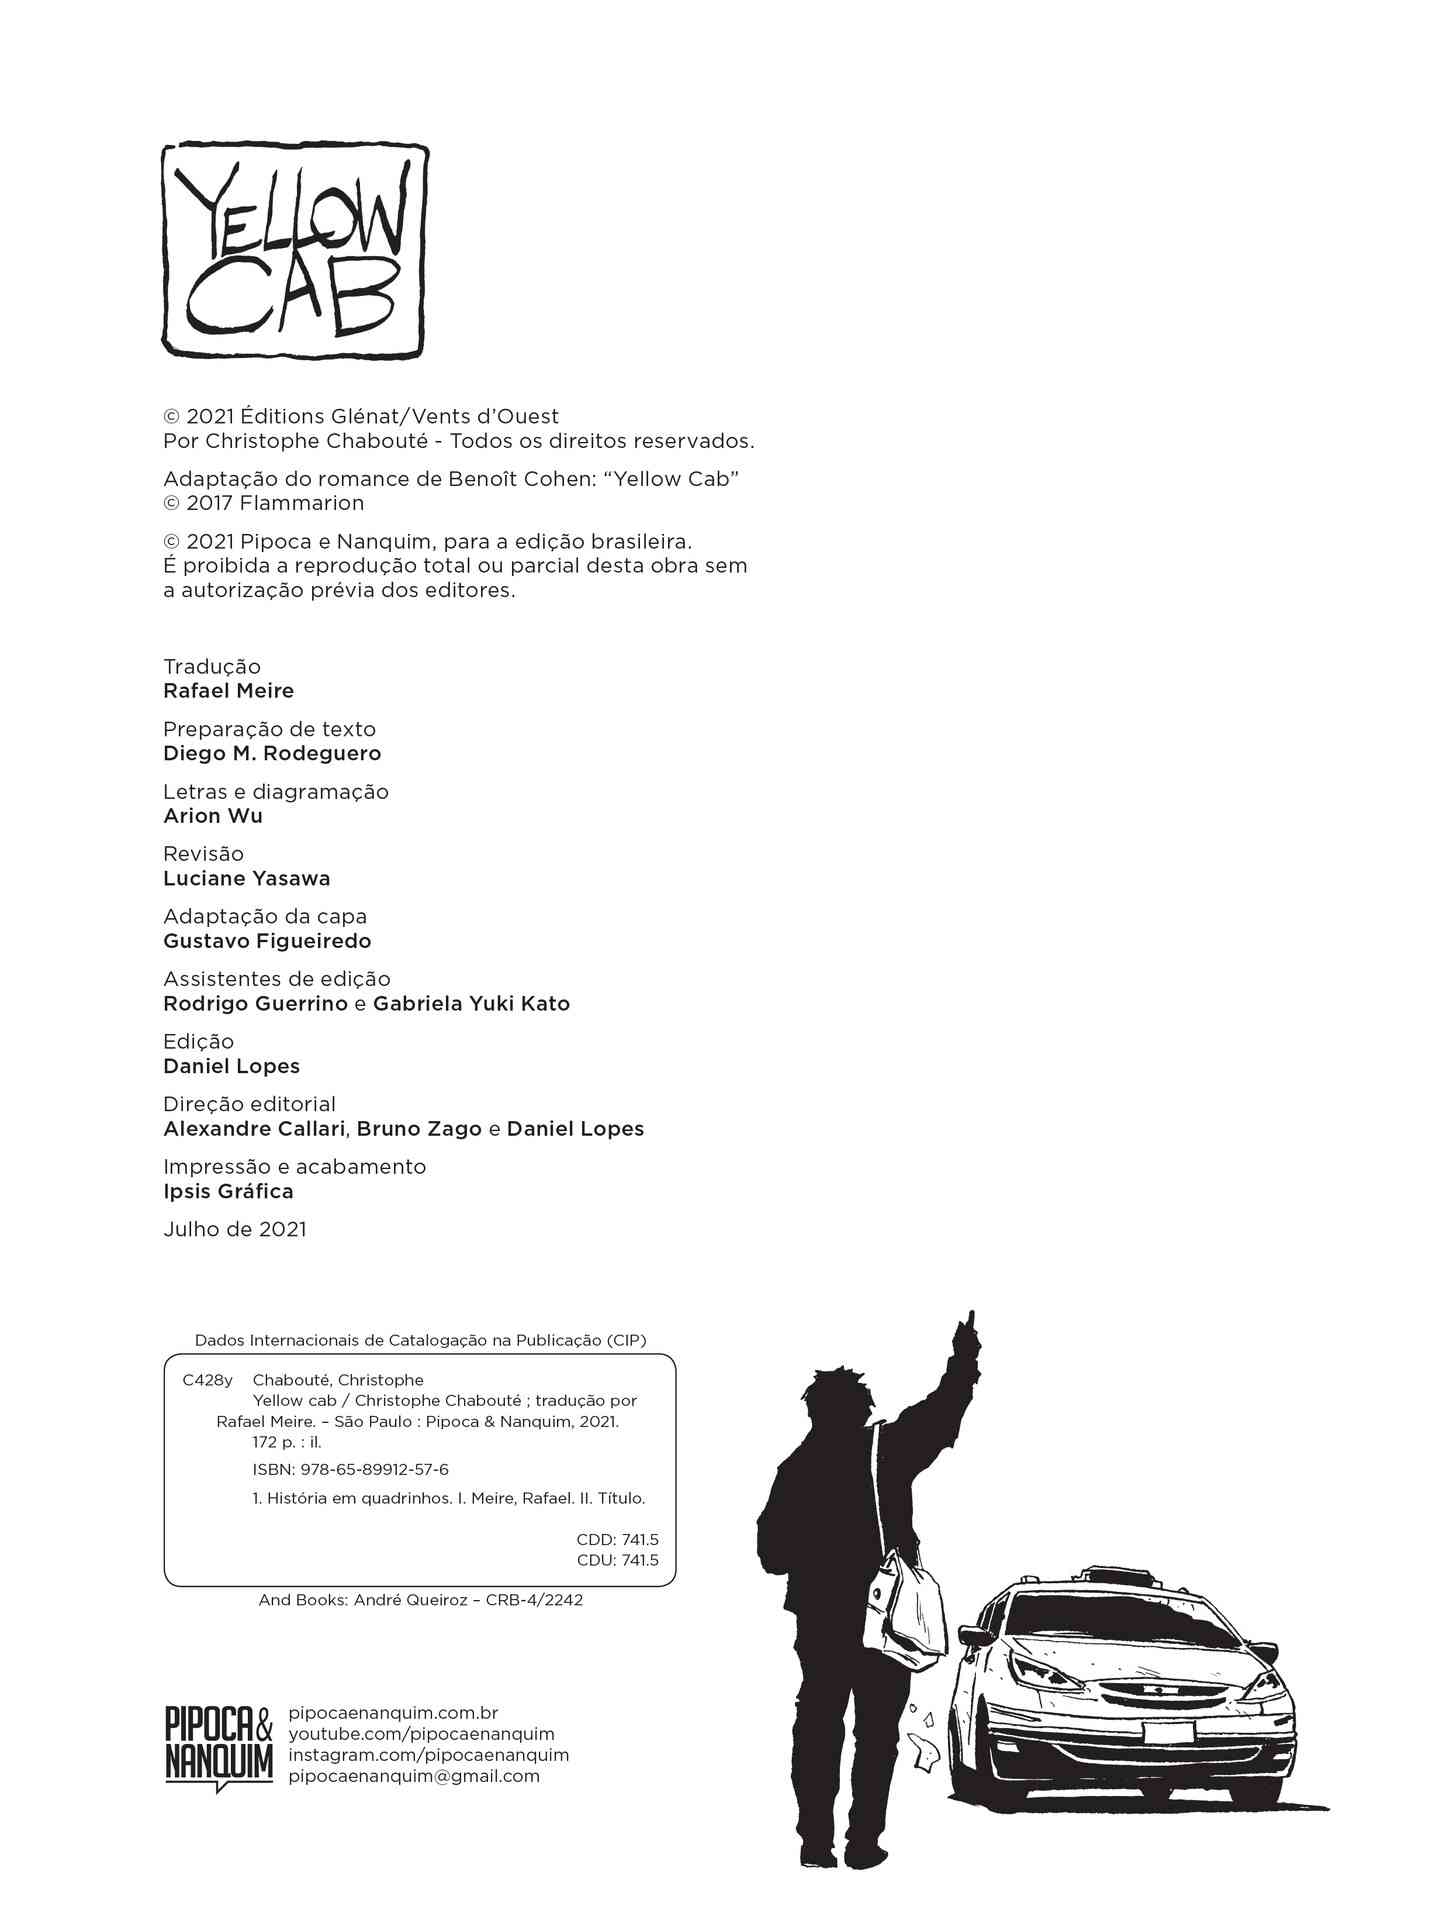 YELLOW
CAB
© 2021 Éditions Glénat/Vents d’Ouest
Por Christophe Chabouté - Todos os direitos reservados.
Adaptação do romance de Benoît Cohen: “Yellow Cab”
© 2017 Flammarion
© 2021 Pipoca e Nanquim, para a edição brasileira.
É proibida a reprodução total ou parcial desta obra sem
a autorização prévia dos editores.
Tradução
Rafael Meire
Preparação de texto
Diego M. Rodeguero
Letras e diagramação
Arion Wu
Revisão
Luciane Yasawa
Adaptação da capa
Gustavo Figueiredo
Assistentes de edição
Rodrigo Guerrino e Gabriela Yuki Kato
Edição
Daniel Lopes
Direção editorial
Alexandre Callari, Bruno Zago e Daniel Lopes
Impressão e acabamento
Ipsis Gráfica
Julho de 2021
Dados Internacionais de Catalogação na Publicação (CIP)
C428y Chabouté, Christophe
Yellow cab / Christophe Chabouté ; tradução por
Rafael Meire. – São Paulo : Pipoca & Nanquim, 2021.
172 p. : il.
ISBN: 978-65-89912-57-6
1. História em quadrinhos. I. Meire, Rafael. II. Título.
CDD: 741.5
CDU: 741.5
And Books: André Queiroz – CRB-4/2242
PIPOCA&
NANQUIM
pipocaenanquim.com.br
youtube.com/pipocaenanquim
instagram.com/pipocaenanquim
pipocaenanquim@gmail.com